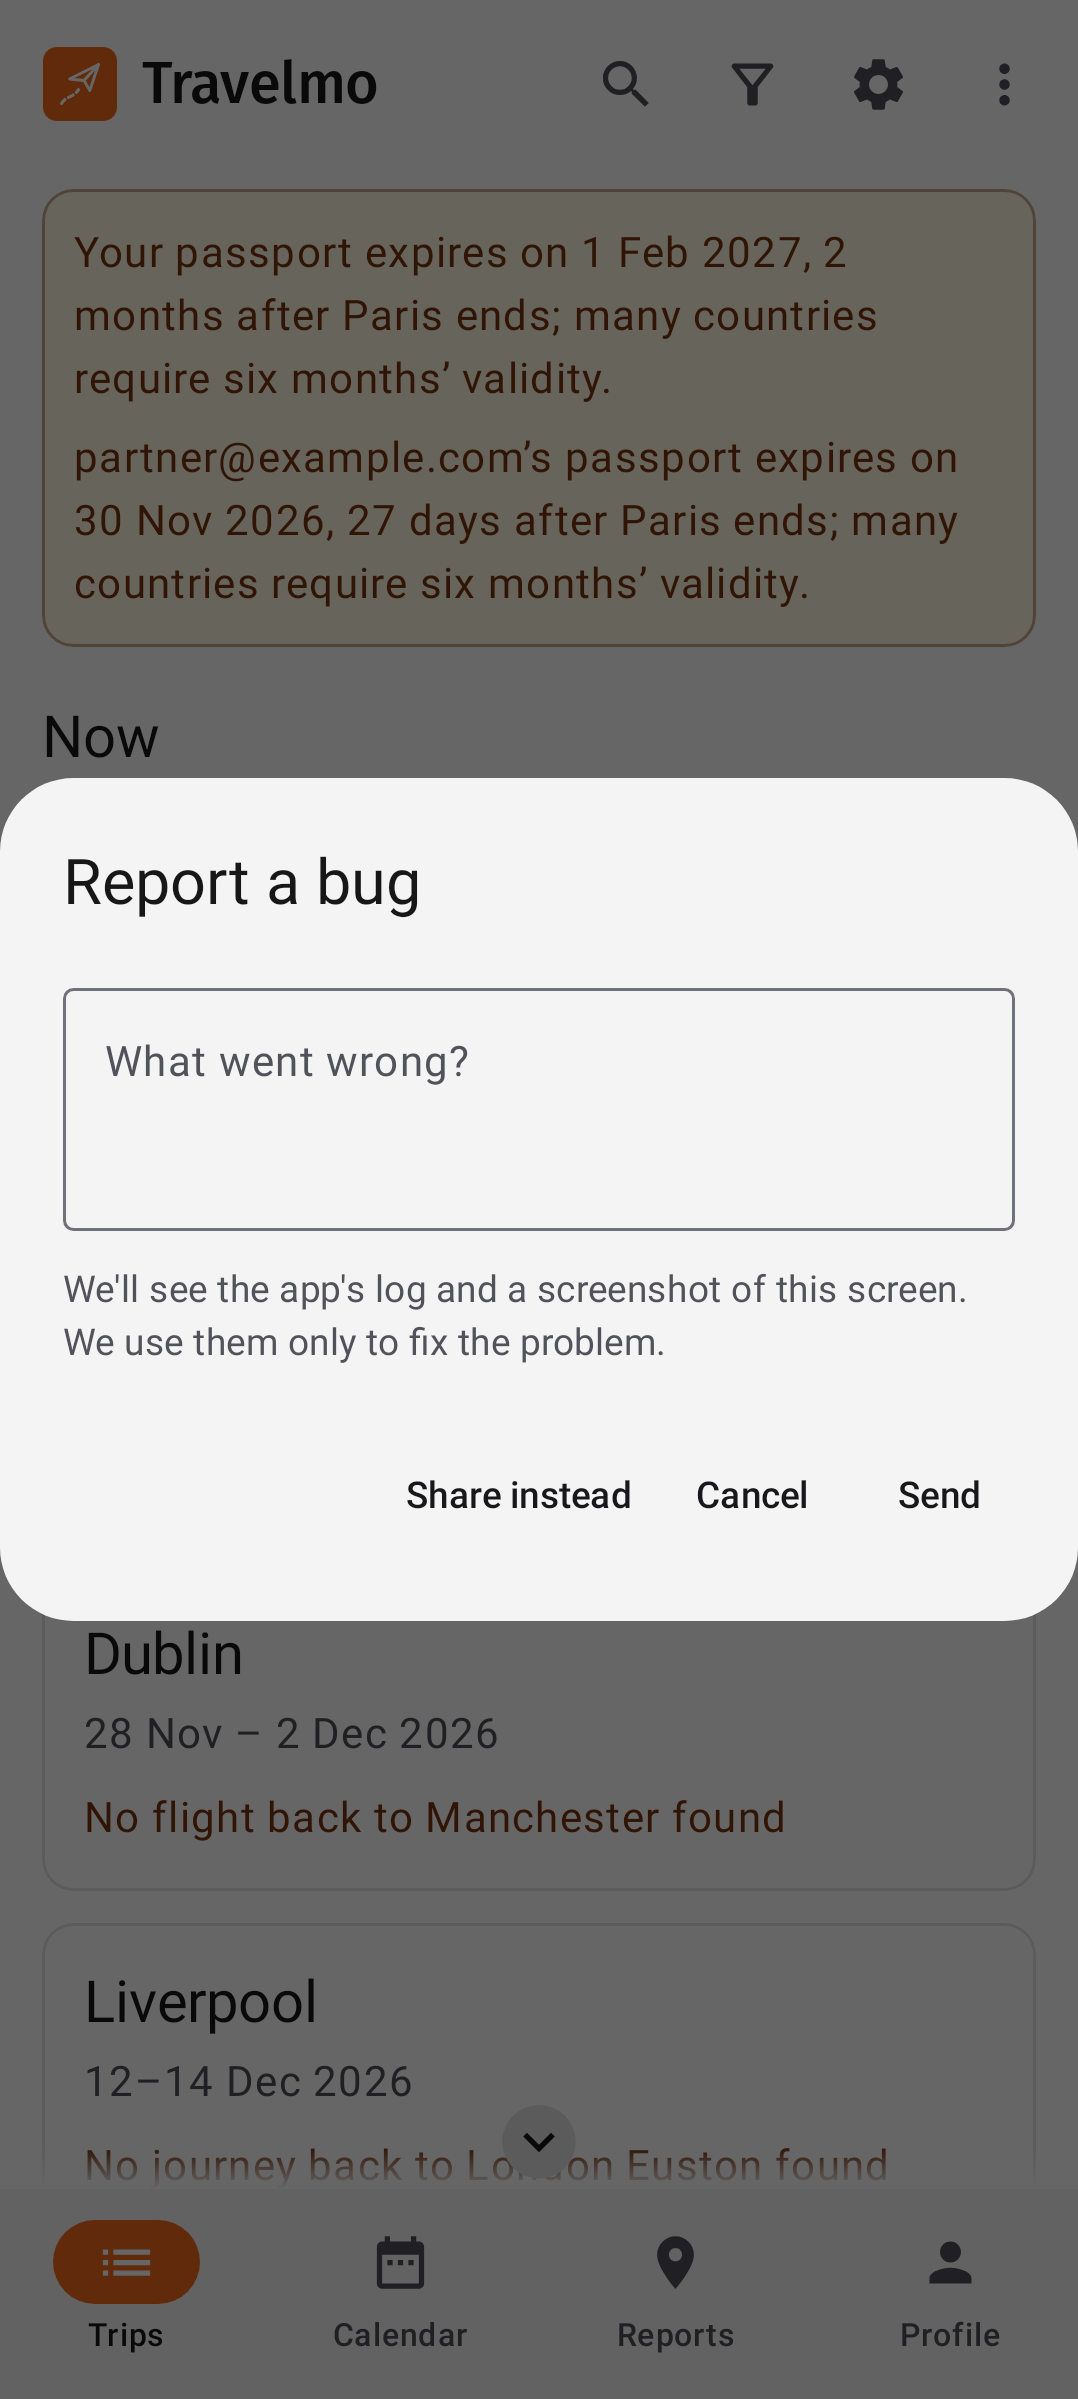 Travelmo
Your passport expires on 1 Feb 2027, 2
months after Paris ends; many countries
require six months’ validity.
partner@example.com’s passport expires on
30 Nov 2026, 27 days after Paris ends; many
countries require six months’ validity.
Now
Report a bug
What went wrong?
We'll see the app's log and a screenshot of this screen.
We use them only to fix the problem.
Share instead Cancel Send
Dublin
28 Nov – 2 Dec 2026
No flight back to Manchester found
Liverpool
12–14 Dec 2026
No journey back to London Euston found
Trips Calendar Reports Profile